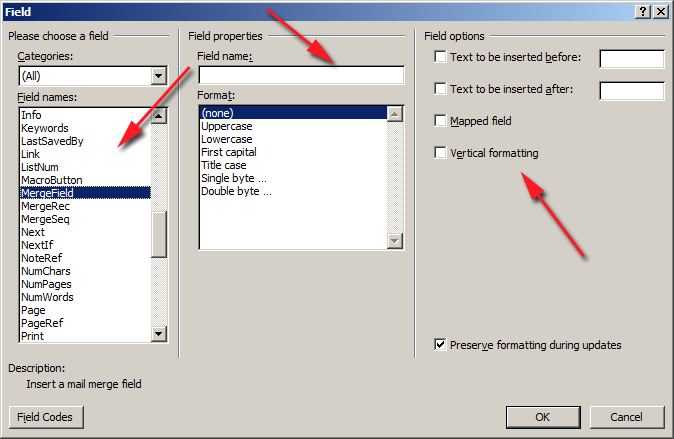 Field
Please choose a field
Categories:
(All)
Field names:
Info
Keywords
LastSavedBy
Link
ListNum
MacroButton
MergeField
MergeRec
MergeSeq
Next
NextIf
NoteRef
NumChars
NumPages
NumWords
Page
PageRef
Print
Field properties
Field name:
Format:
(none)
Uppercase
Lowercase
First capital
Title case
Single byte ...
Double byte ...
Field options
Text to be inserted before:
Text to be inserted after:
Mapped field
Vertical formatting
Preserve formatting during updates
Description:
Insert a mail merge field
Field Codes
OK
Cancel